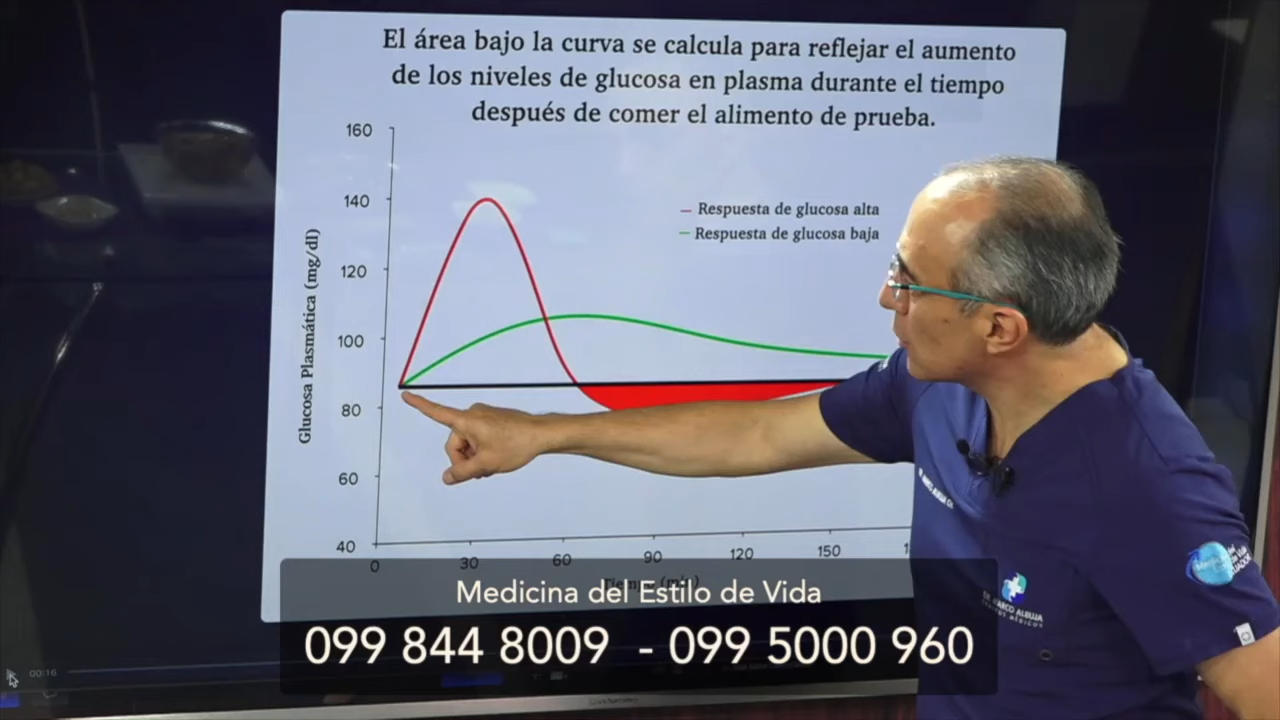 El área bajo la curva se calcula para reflejar el aumento
de los niveles de glucosa en plasma durante el tiempo
después de comer el alimento de prueba.
160
140
120
100
80
60
40
Glucosa Plasmática (mg/dl)
Respuesta de glucosa alta
Respuesta de glucosa baja
0
30
60
90
120
150
Medicina del Estilo de Vida
099 844 8009 - 099 5000 960
00:16